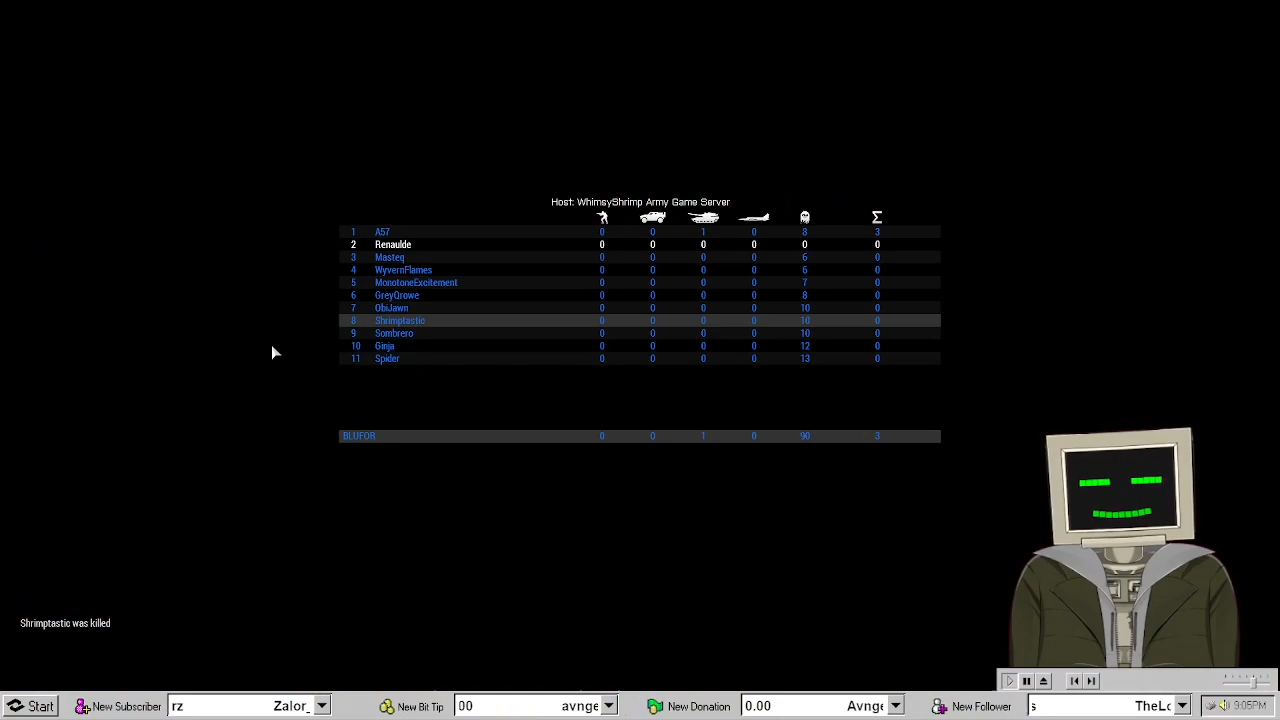 Host: WhimsyShrimp Army Game Server
Σ
1 A57 0 0 1 0 8 3
2 Renaulde 0 0 0 0 0 0
3 Masteq 0 0 0 0 6 0
4 WyvernFlames 0 0 0 0 6 0
5 MonotoneExcitement 0 0 0 0 7 0
6 GreyQrowe 0 0 0 0 8 0
7 ObiJawn 0 0 0 0 10 0
8 Shrimptastic 0 0 0 0 10 0
9 Sombrero 0 0 0 0 10 0
10 Ginja 0 0 0 0 12 0
11 Spider 0 0 0 0 13 0
BLUFOR 0 0 1 0 90 3
Shrimptastic was killed
Start New Subscriber rz Zalor_ New Bit Tip 00 avnge New Donation 0.00 Avnge New Follower s TheLo 9:05PM